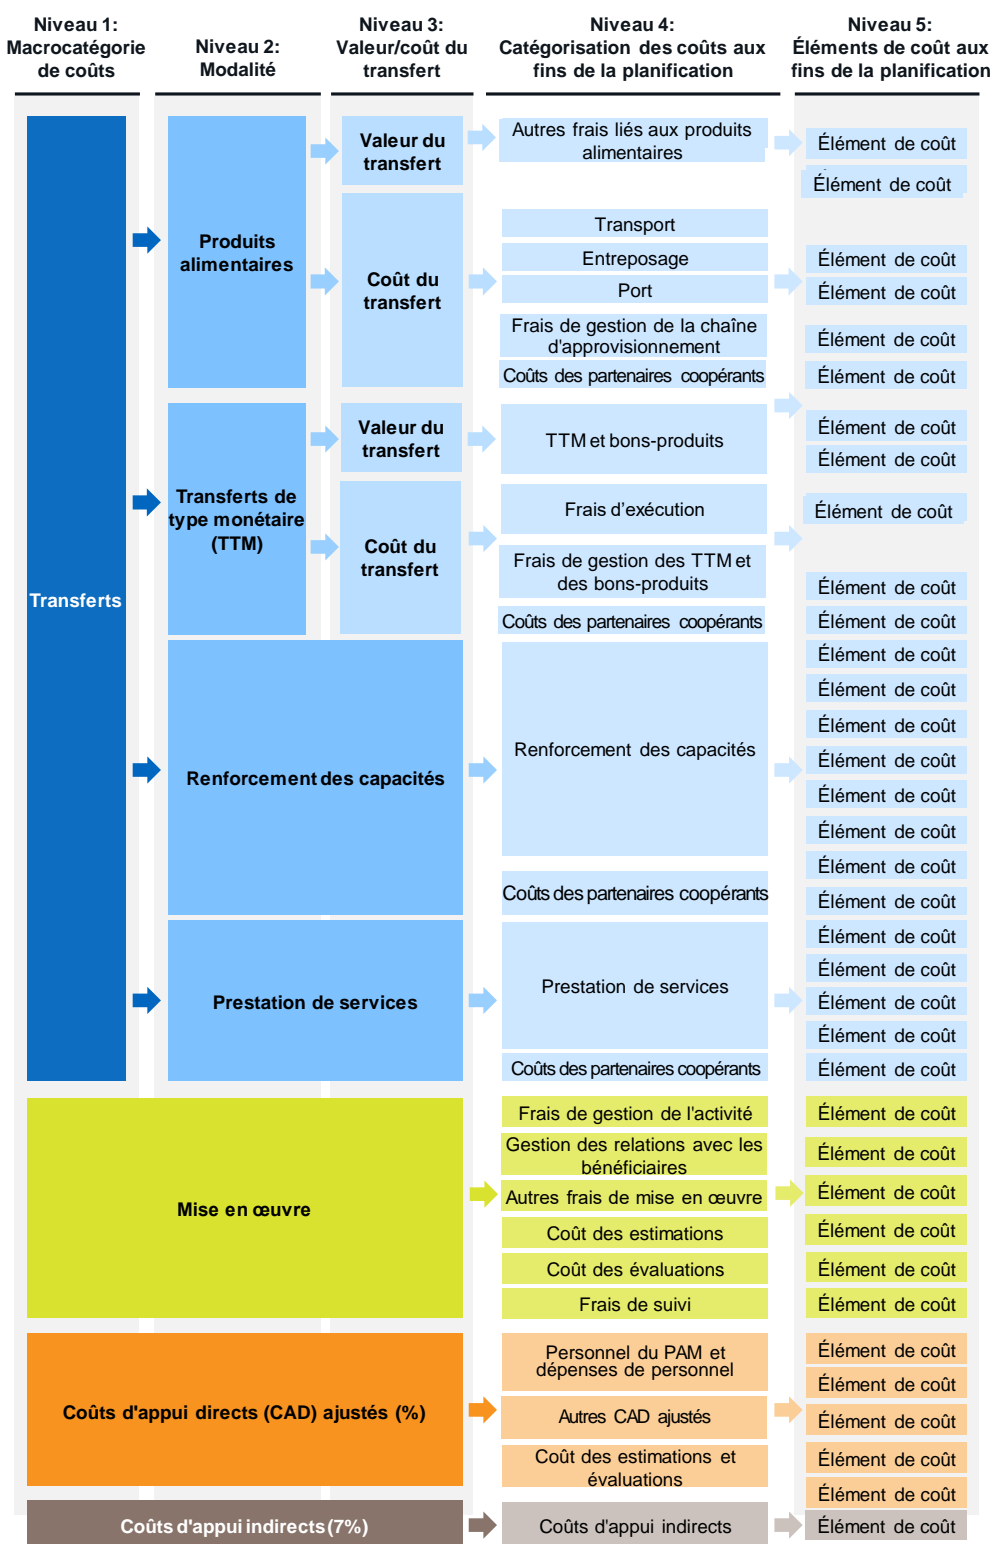 Niveau 1:
Macrocatégorie
de coûts
Niveau 2:
Modalité
Niveau 3:
Valeur/coût du
transfert
Niveau 4:
Catégorisation des coûts aux
fins de la planification
Niveau 5:
Éléments de coût aux
fins de la planification
Transferts
Produits
alimentaires
Valeur du
transfert
Autres frais liés aux produits
alimentaires
Élément de coût
Élément de coût
Coût du
transfert
Transport
Entreposage
Port
Frais de gestion de la chaîne
d'approvisionnement
Coûts des partenaires coopérants
Élément de coût
Élément de coût
Élément de coût
Élément de coût
Transferts de
type monétaire
(TTM)
Valeur du
transfert
TTM et bons-produits
Élément de coût
Élément de coût
Coût du
transfert
Frais d’exécution
Frais de gestion des TTM et
des bons-produits
Coûts des partenaires coopérants
Élément de coût
Élément de coût
Élément de coût
Renforcement des capacités
Renforcement des capacités
Coûts des partenaires coopérants
Élément de coût
Élément de coût
Élément de coût
Élément de coût
Élément de coût
Élément de coût
Élément de coût
Élément de coût
Prestation de services
Prestation de services
Coûts des partenaires coopérants
Élément de coût
Élément de coût
Élément de coût
Élément de coût
Élément de coût
Mise en œuvre
Frais de gestion de l'activité
Gestion des relations avec les
bénéficiaires
Autres frais de mise en œuvre
Coût des estimations
Coût des évaluations
Frais de suivi
Élément de coût
Élément de coût
Élément de coût
Élément de coût
Élément de coût
Élément de coût
Coûts d'appui directs (CAD) ajustés (%)
Personnel du PAM et
dépenses de personnel
Autres CAD ajustés
Coût des estimations et
évaluations
Élément de coût
Élément de coût
Élément de coût
Élément de coût
Élément de coût
Coûts d'appui indirects (7%)
Coûts d'appui indirects
Élément de coût